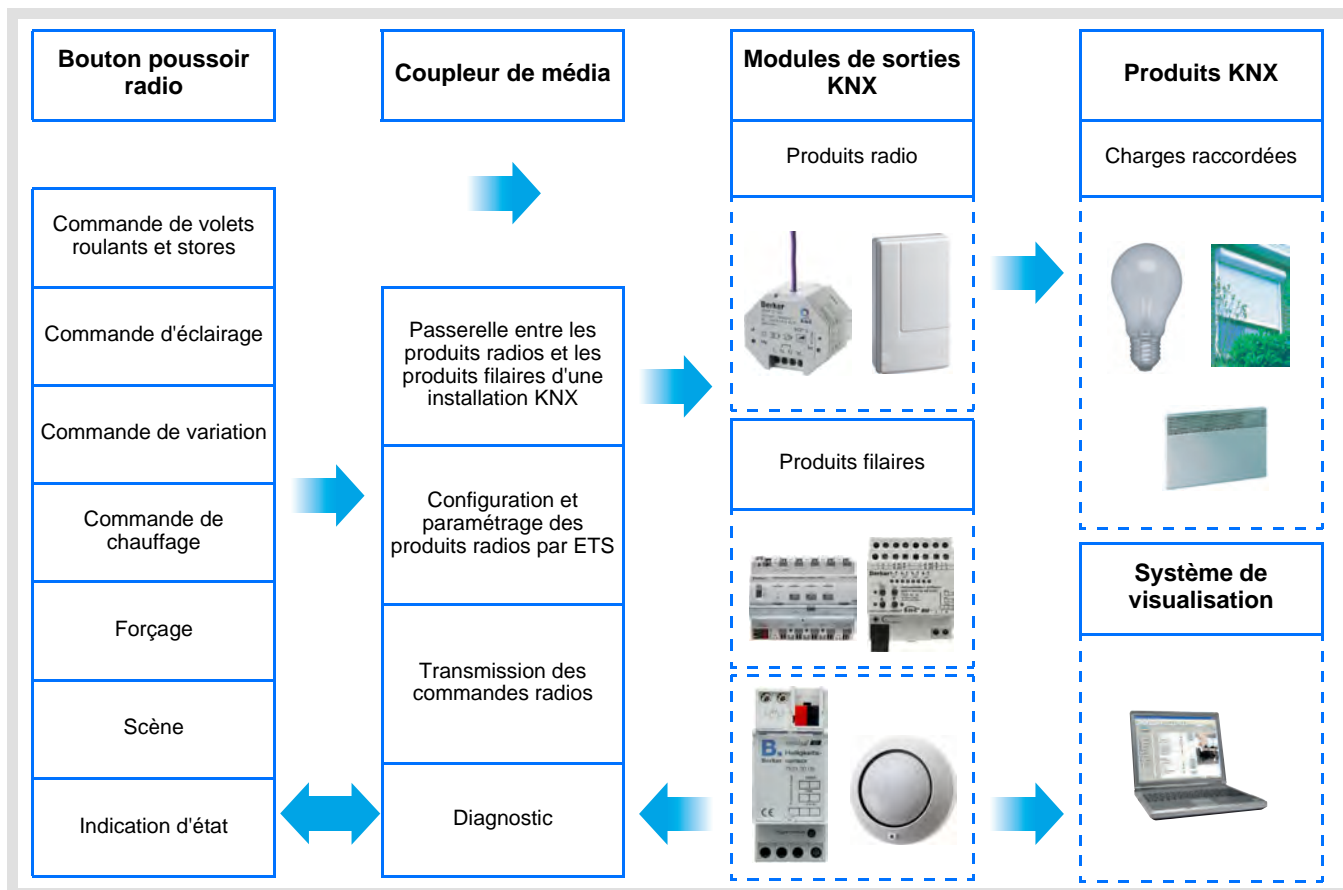 Bouton poussoir
radio
Commande de volets
roulants et stores
Commande d'éclairage
Commande de variation
Commande de
chauffage
Forçage
Scène
Indication d'état
Coupleur de média
Passerelle entre les
produits radios et les
produits filaires d'une
installation KNX
Configuration et
paramétrage des
produits radios par ETS
Transmission des
commandes radios
Diagnostic
Modules de sorties
KNX
Produits radio
Berker
Produits filaires
Berker
B.
Berker
Produits KNX
Charges raccordées
Système de
visualisation